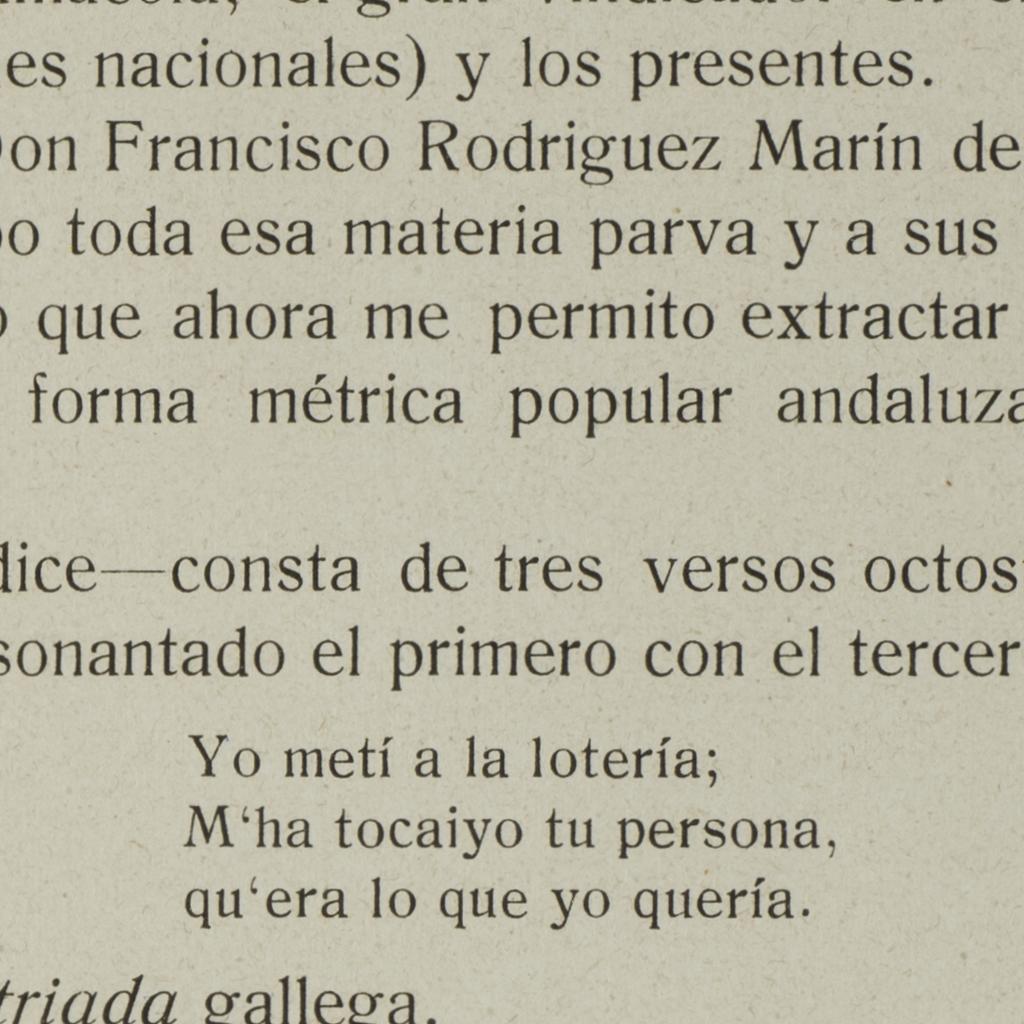 es nacionales) y los presentes.
on Francisco Rodriguez Marín de
o toda esa materia parva y a sus
que ahora me permito extractar
forma métrica popular andaluza
dice—consta de tres versos octos
sonantado el primero con el tercer
Yo metí a la lotería;
M‘ha tocaiyo tu persona,
qu‘era lo que yo quería.
triada gallega.